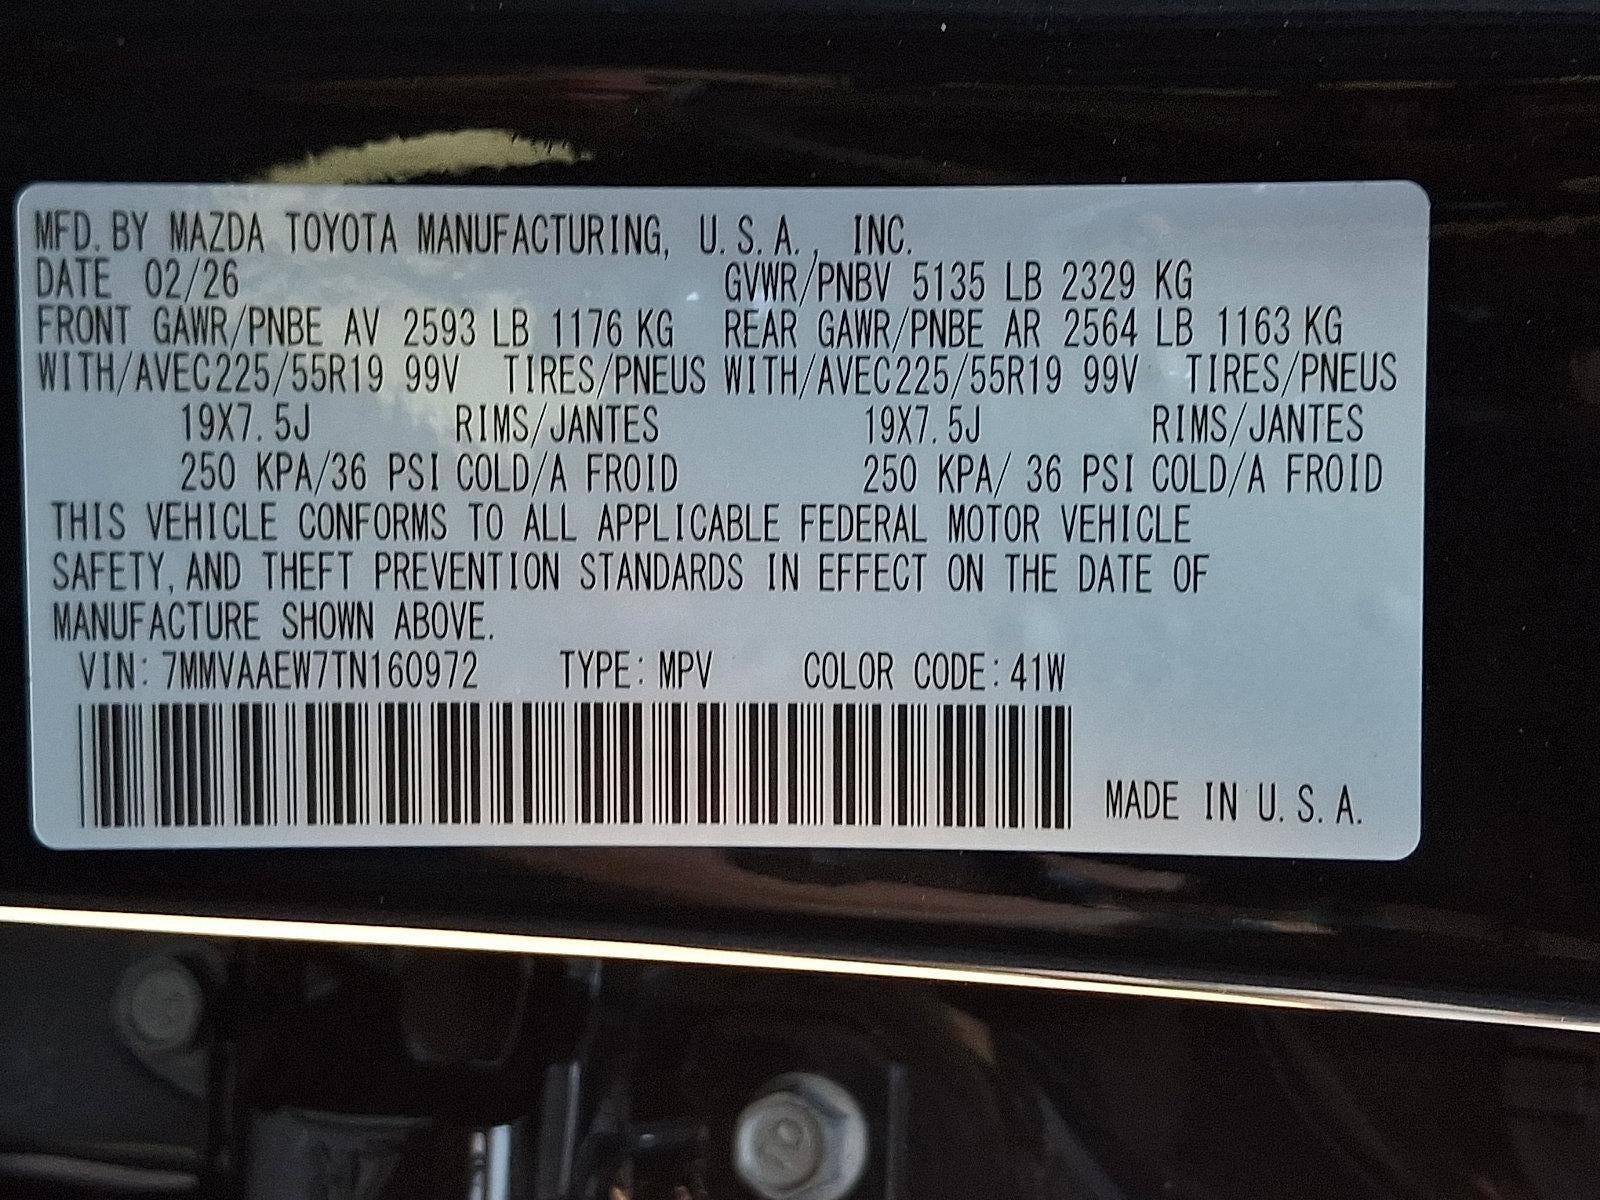 MFD. BY MAZDA TOYOTA MANUFACTURING, U.S.A., INC.
DATE 02/26 GVWR/PNBV 5135 LB 2329 KG
FRONT GAWR/PNBE AV 2593 LB 1176 KG REAR GAWR/PNBE AR 2564 LB 1163 KG
WITH/AVEC225/55R19 99V TIRES/PNEUS WITH/AVEC225/55R19 99V TIRES/PNEUS
19X7.5J RIMS/JANTES 19X7.5J RIMS/JANTES
250 KPA/36 PSI COLD/A FROID 250 KPA/ 36 PSI COLD/A FROID
THIS VEHICLE CONFORMS TO ALL APPLICABLE FEDERAL MOTOR VEHICLE
SAFETY, AND THEFT PREVENTION STANDARDS IN EFFECT ON THE DATE OF
MANUFACTURE SHOWN ABOVE.
VIN: 7MMVAAEW7TN160972 TYPE: MPV COLOR CODE: 41W
MADE IN U.S.A.